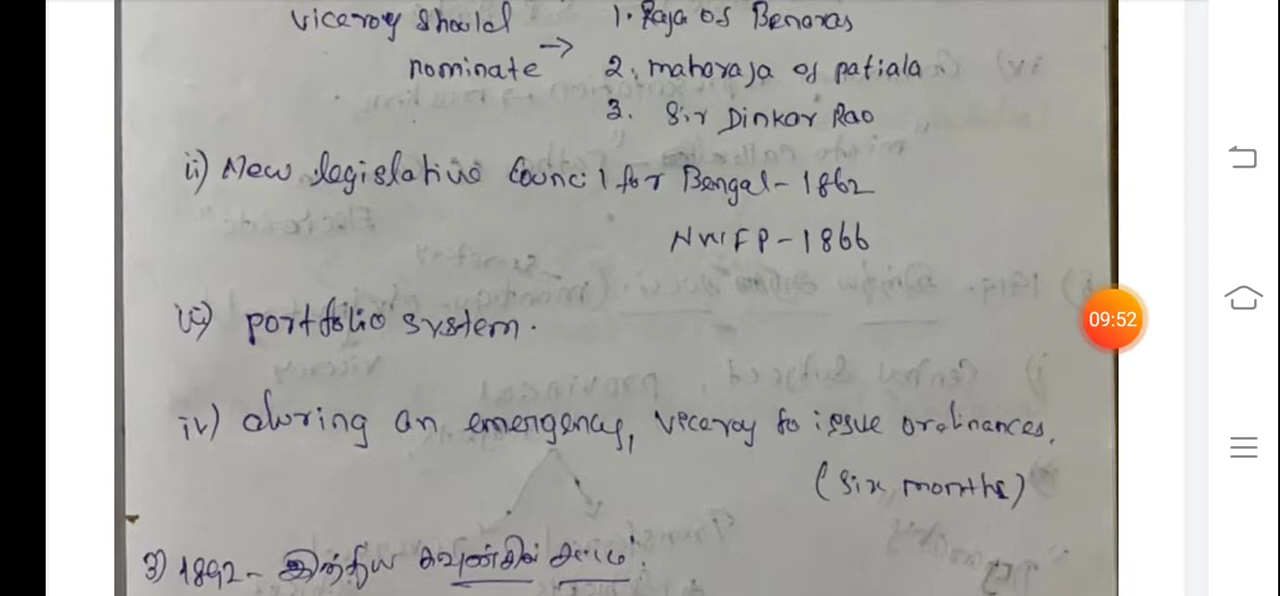 viceroy should
1. Raja of Benaras
nominate → 2. maharaja of patiala
3. Sir Dinkar Rao
ii) New legislative Council for Bengal - 1862
NWFP - 1866
iii) portfolio system.
iv) during an emergency, viceroy to issue ordinances.
(six months)
3) 1892 - இந்திய கவுன்சில் சட்டம்
09:52